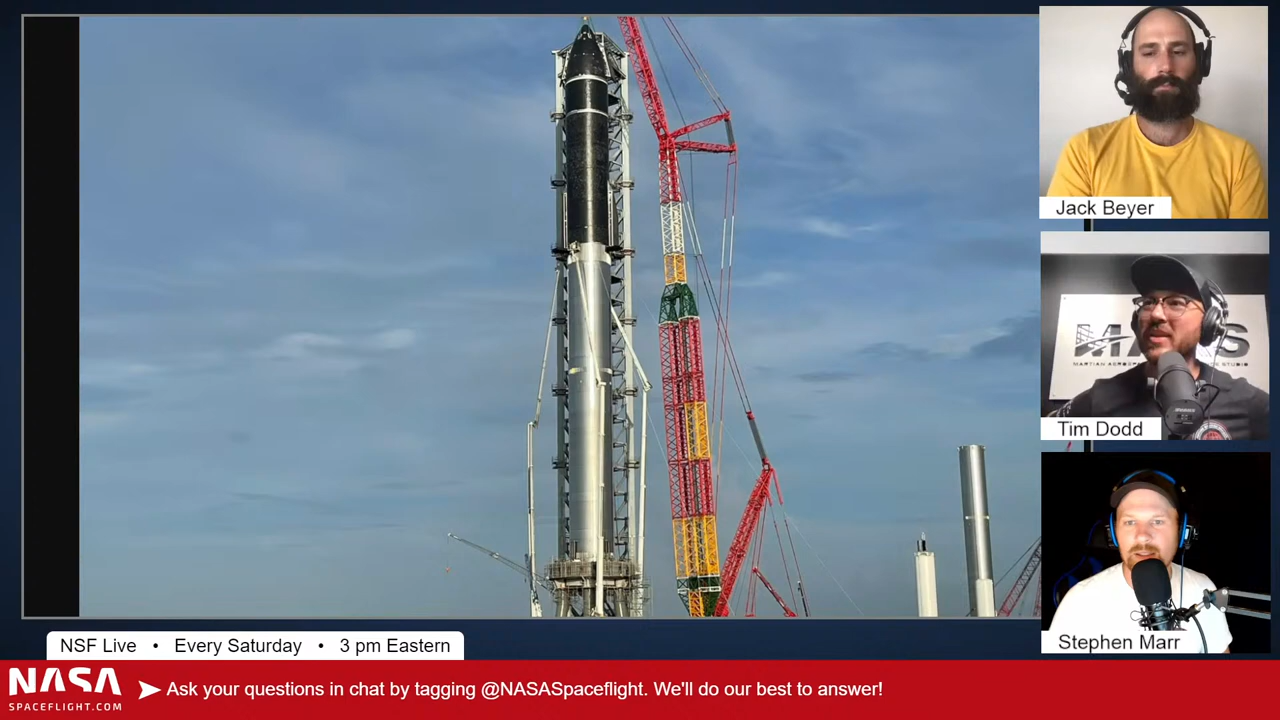 Jack Beyer
MARS
Tim Dodd
Stephen Marr
NSF Live • Every Saturday • 3 pm Eastern
NASA
SPACEFLIGHT.COM
Ask your questions in chat by tagging @NASASpaceflight. We'll do our best to answer!